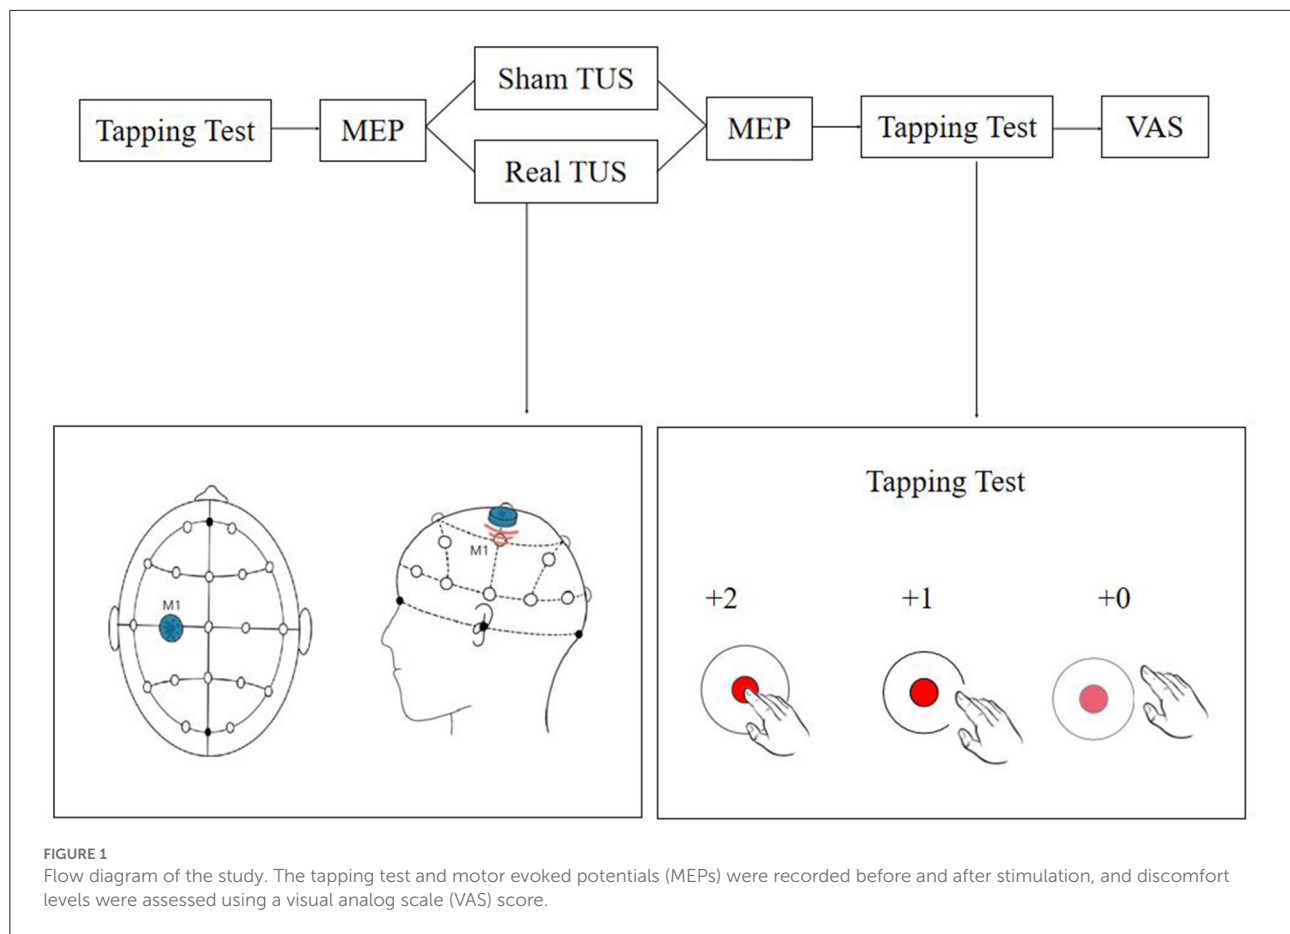 Sham TUS
Tapping Test
MEP
Real TUS
MEP
Tapping Test
VAS
M1
M1
Tapping Test
+2
+1
+0
FIGURE 1
Flow diagram of the study. The tapping test and motor evoked potentials (MEPs) were recorded before and after stimulation, and discomfort
levels were assessed using a visual analog scale (VAS) score.